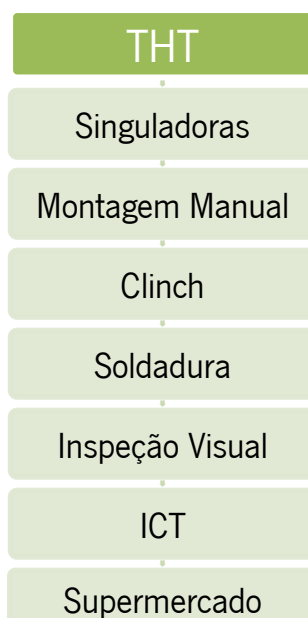 THT
Singuladoras
Montagem Manual
Clinch
Soldadura
Inspeção Visual
ICT
Supermercado